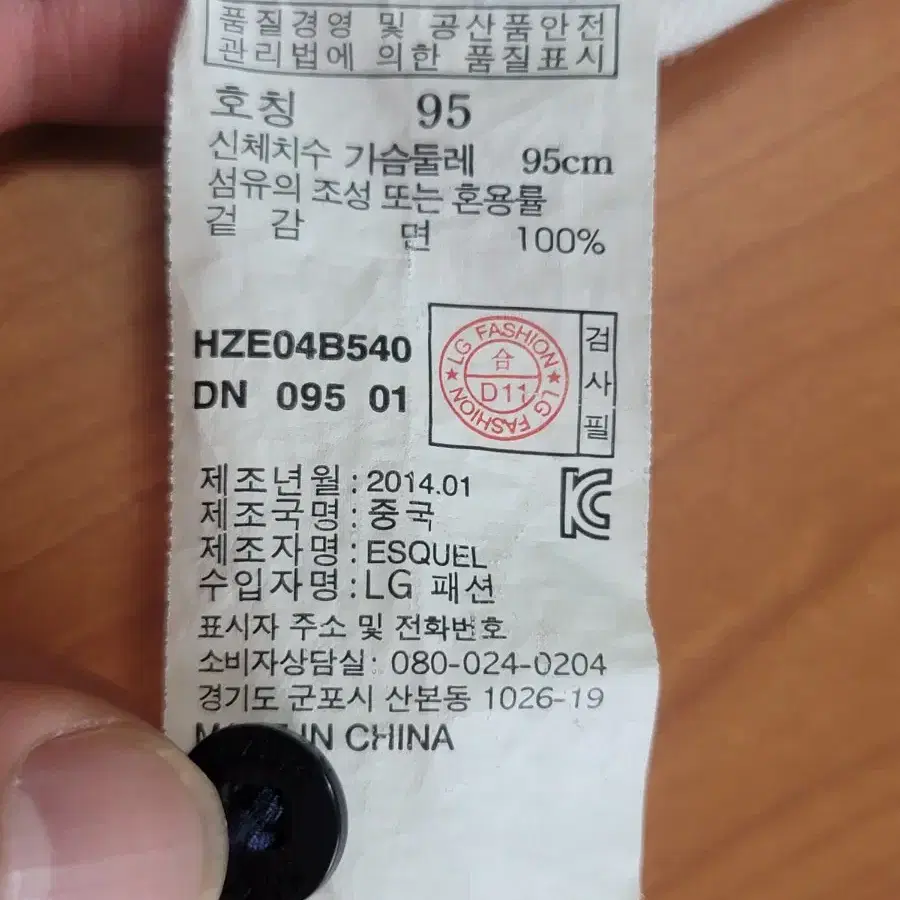 품질경영 및 공산품안전
관리법에 의한 품질표시
호칭 95
신체치수 가슴둘레 95cm
섬유의 조성 또는 혼용률
겉 감 면 100%
HZE04B540
DN 095 01
LG FASHION ★ LG FASHION ★
合
D11
검사필
KC
제조년월 : 2014.01
제조국명 : 중국
제조자명 : ESQUEL
수입자명 : LG 패션
표시자 주소 및 전화번호
소비자상담실: 080-024-0204
경기도 군포시 산본동 1026-19
IN CHINA